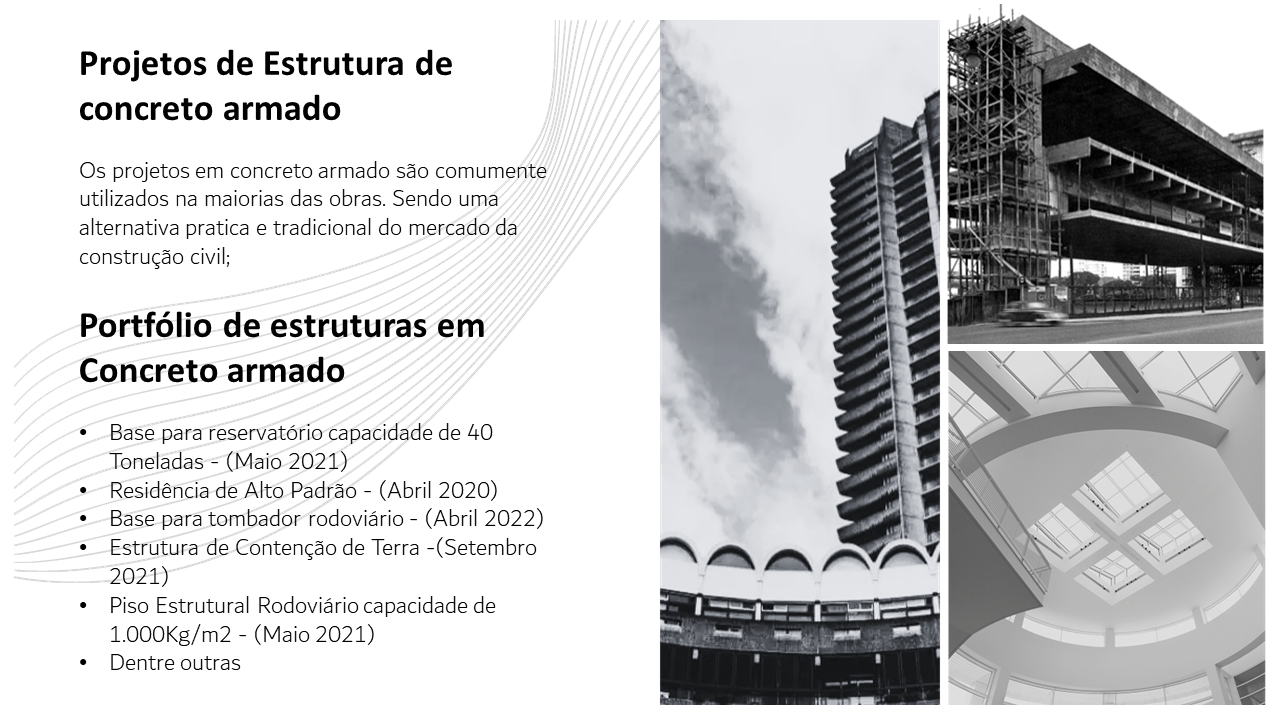 Projetos de Estrutura de
concreto armado
Os projetos em concreto armado são comumente
utilizados na maiorias das obras. Sendo uma
alternativa pratica e tradicional do mercado da
construção civil;
Portfólio de estruturas em
Concreto armado
• Base para reservatório capacidade de 40
Toneladas - (Maio 2021)
• Residência de Alto Padrão - (Abril 2020)
• Base para tombador rodoviário - (Abril 2022)
• Estrutura de Contenção de Terra -(Setembro
2021)
• Piso Estrutural Rodoviário capacidade de
1.000Kg/m2 - (Maio 2021)
• Dentre outras